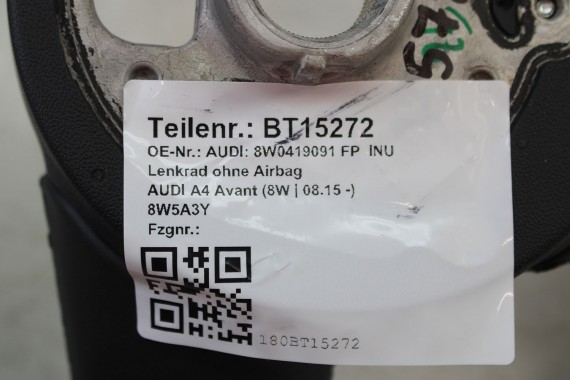 Teilenr.: BT15272
OE-Nr.: AUDI: 8W0419091 FP INU
Lenkrad ohne Airbag
AUDI A4 Avant (8W | 08.15 -)
8W5A3Y
Fzgnr.:
180BT15272